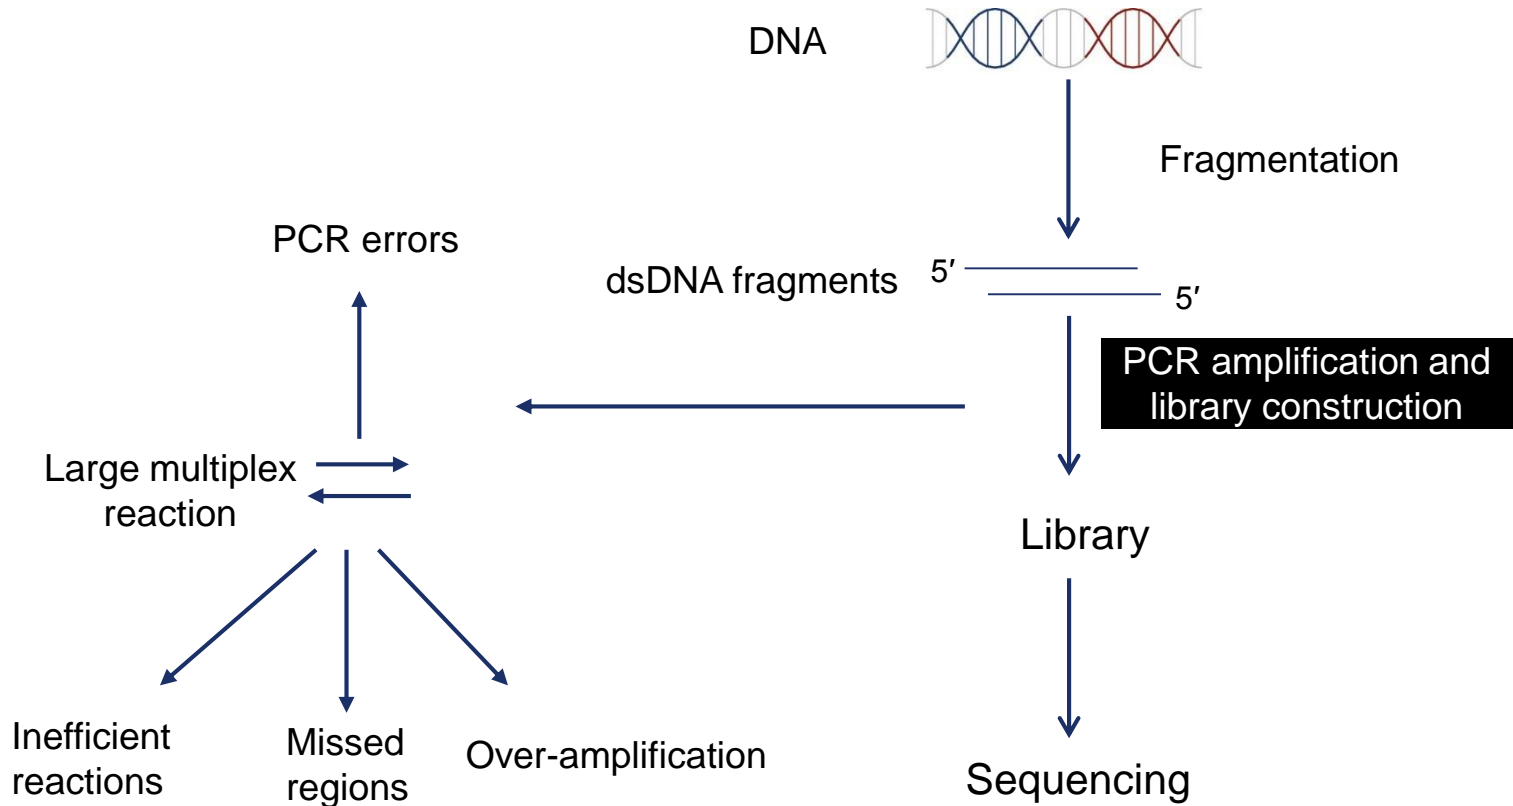 DNA
Fragmentation
PCR errors
dsDNA fragments
5′
5′
PCR amplification and
library construction
Large multiplex
reaction
Library
Inefficient
reactions
Missed
regions
Over-amplification
Sequencing